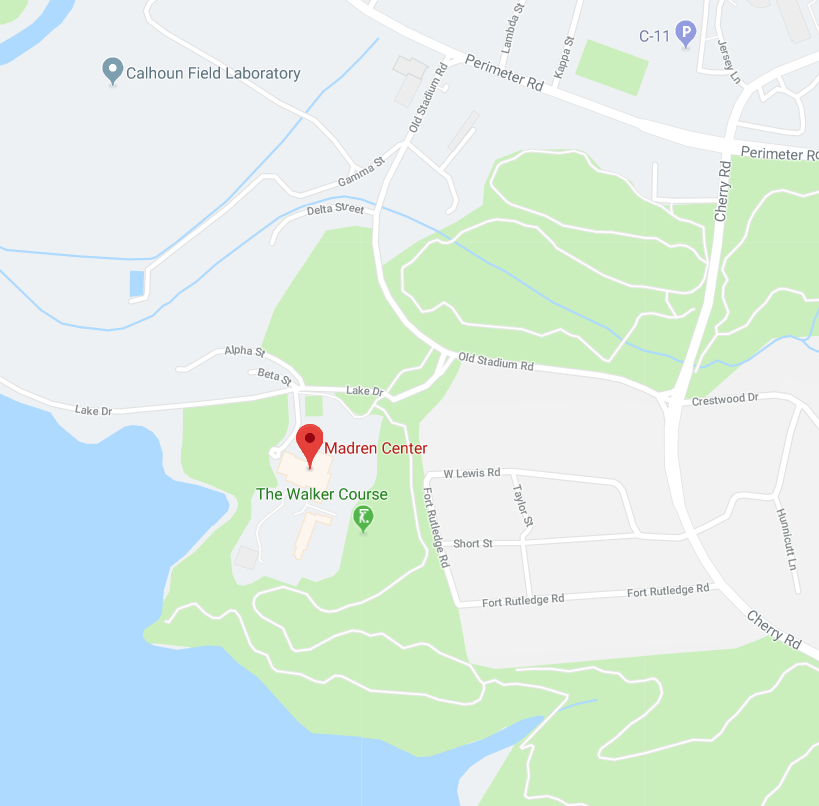 Lambda St
Kappa St
C-11
P
Jersey Ln
Calhoun Field Laboratory
Perimeter Rd
Old Stadium Rd
Perimeter Rd
Gamma St
Cherry Rd
Delta Street
Alpha St
Beta St
Lake Dr
Old Stadium Rd
Lake Dr
Crestwood Dr
Madren Center
W Lewis Rd
The Walker Course
Taylor St
Fort Rutledge Rd
Hunnicutt Ln
Short St
Fort Rutledge Rd
Fort Rutledge Rd
Cherry Rd